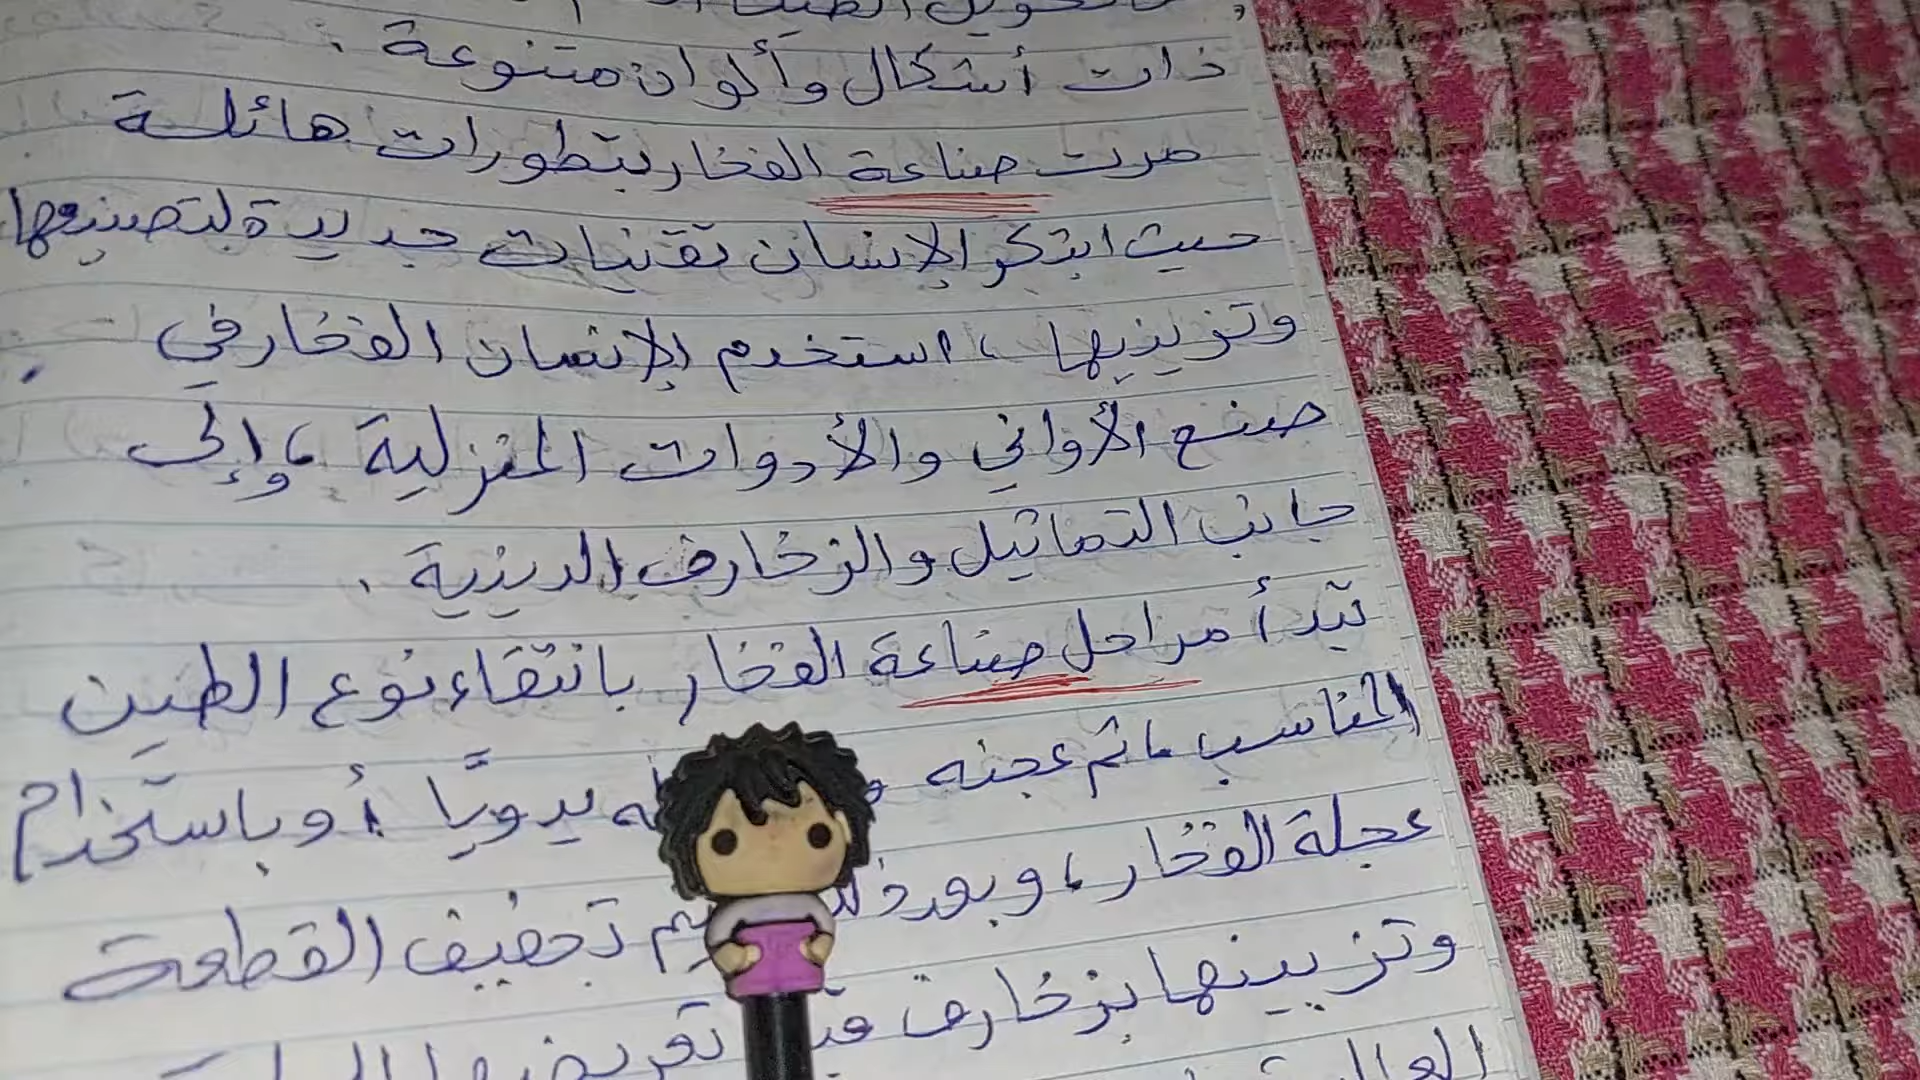 ذات أشكال وألوان متنوعة .
مرت صناعة الفخار بتطورات هائلة
حيث ابتكر الإنسان تقنيات جديدة لتصنيعها
وتزيينها ، استخدم الإنسان الفخار في
صنع الأواني والأدوات المنزلية ، وإلى
جانب التماثيل والزخارف الدينية .
تبدأ مراحل صناعة الفخار بانتقاء نوع الطين
المناسب ، ثم عجنه يدويًا أو باستخدام
عجلة الفخار ، وبعد تجفيف القطعة
وتزيينها بزخارف